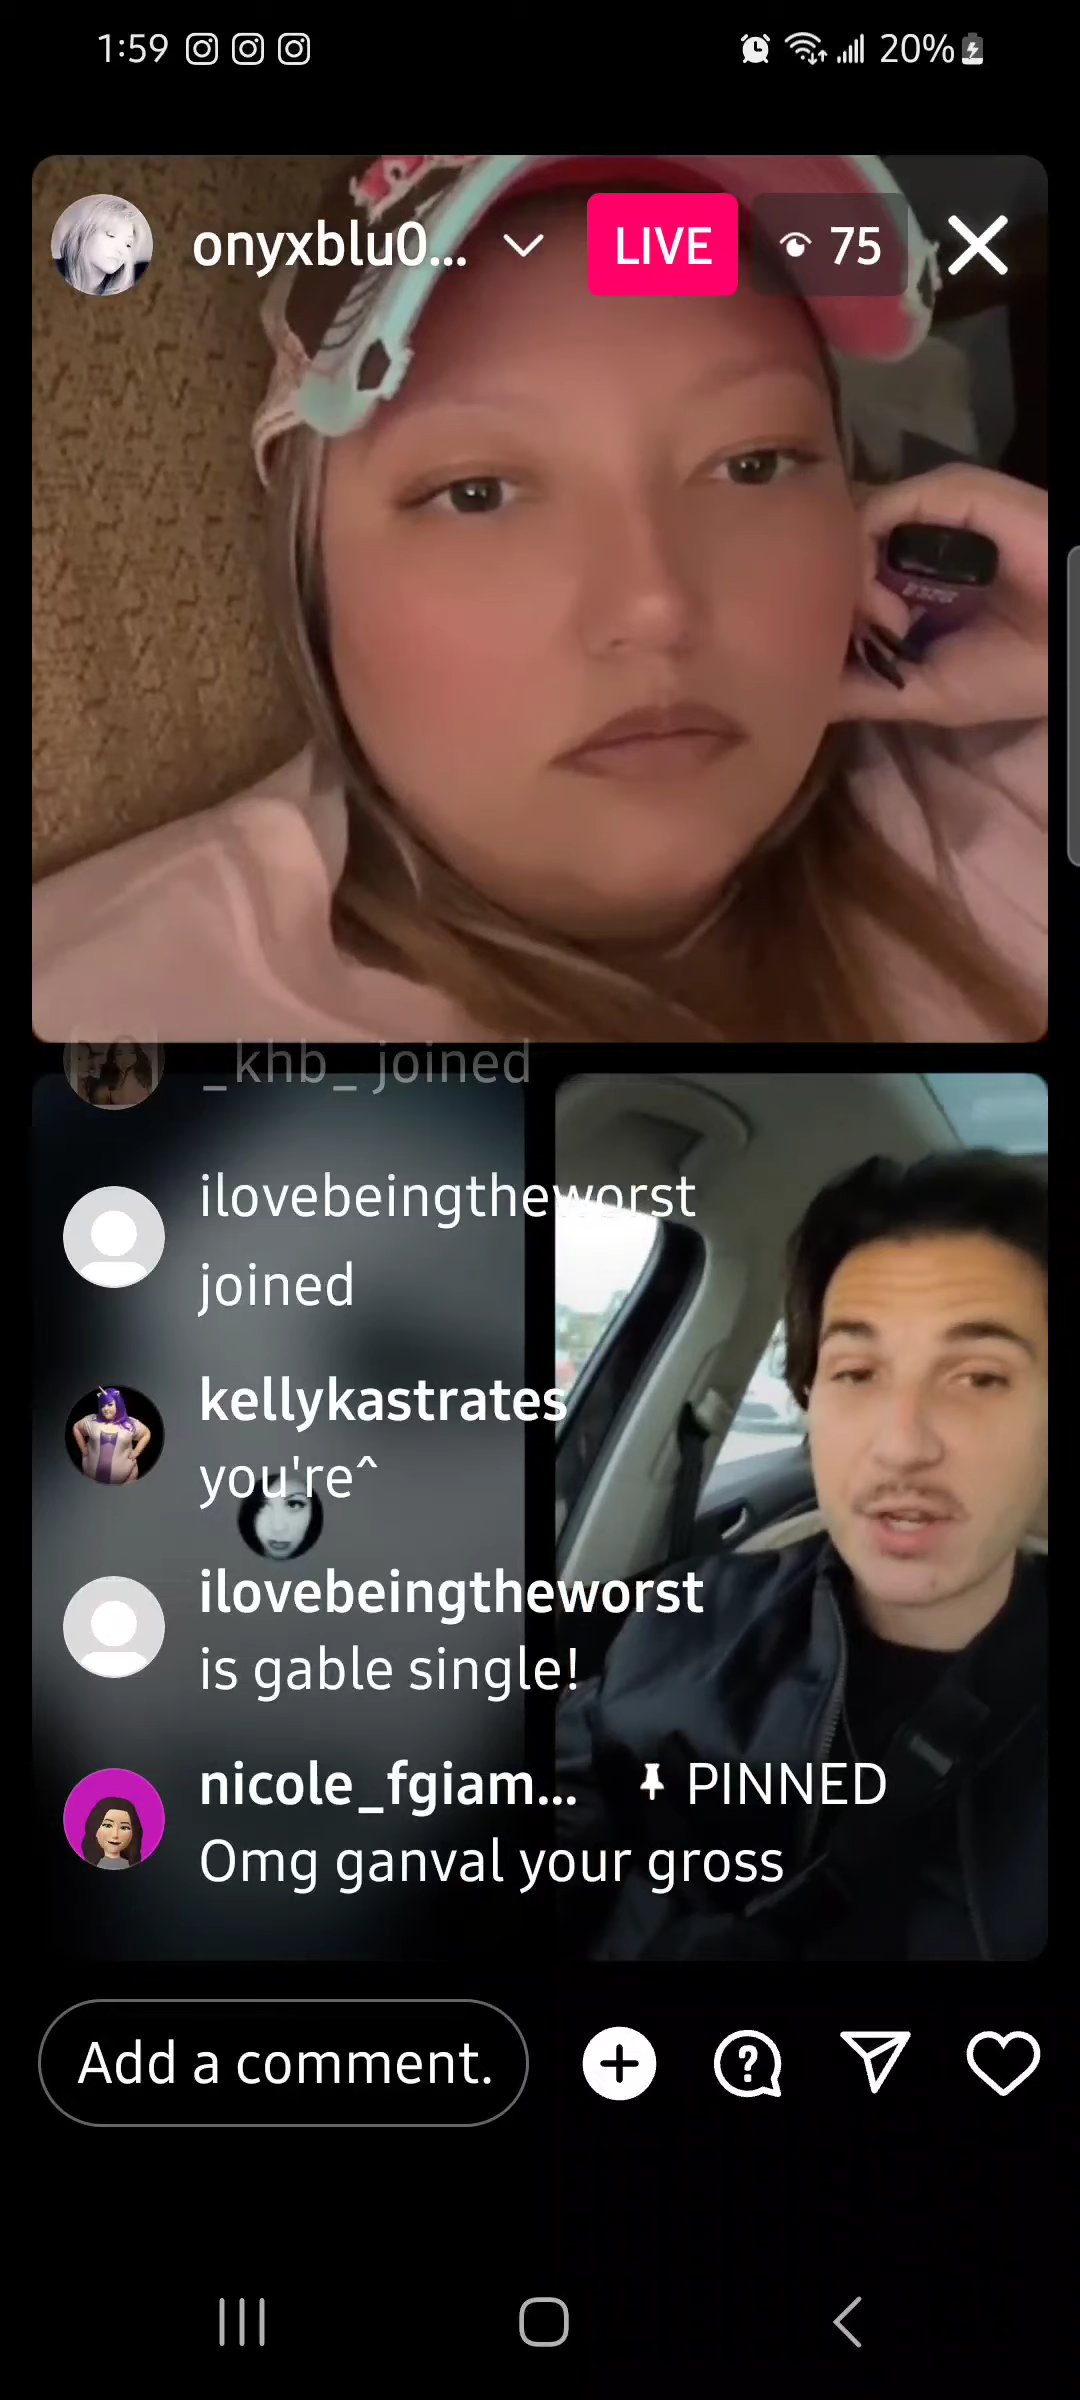 1:59 20%
onyxblu0... LIVE 75
_khb_ joined
ilovebeingtheworst
joined
kellykastrates
you're^
ilovebeingtheworst
is gable single!
nicole_fgiam... PINNED
Omg ganval your gross
Add a comment.